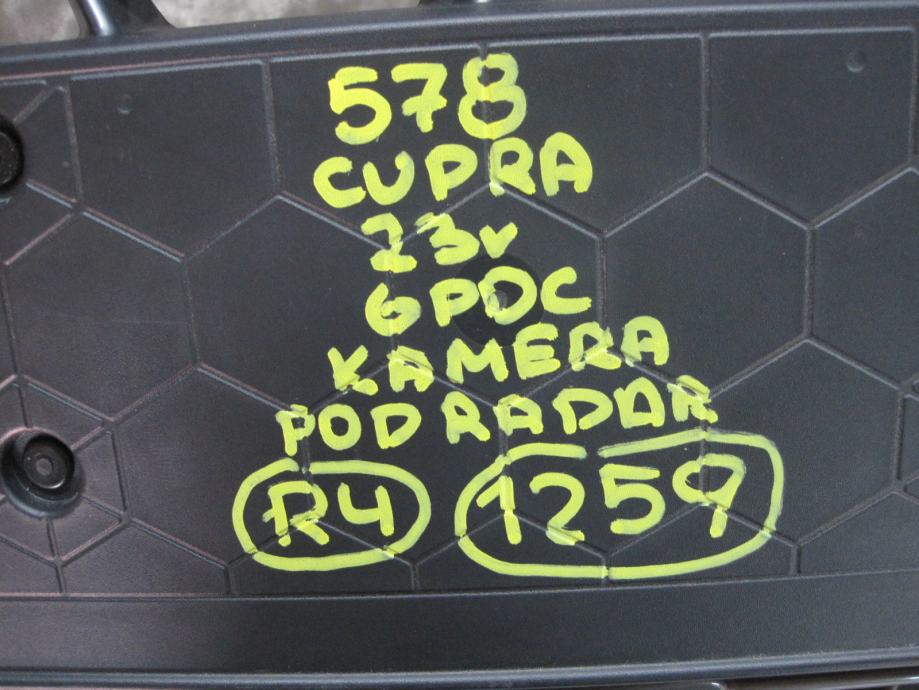 578
CUPRA
23v
6PDC
KAMERA
POD RADAR
R4 1259